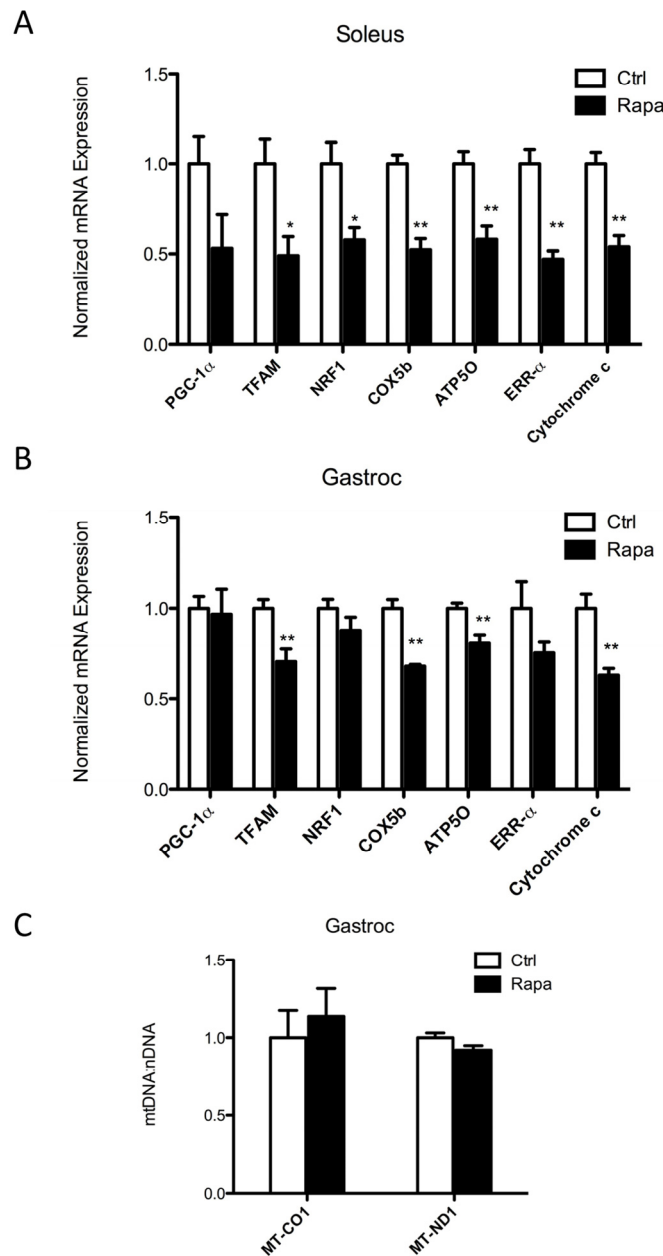 A
Soleus
Normalized mRNA Expression
1.5
1.0
0.5
0.0
Ctrl
Rapa
*
*
**
**
**
**
PGC-1α
TFAM
NRF1
COX5b
ATP5O
ERR-α
Cytochrome c
B
Gastroc
Normalized mRNA Expression
1.5
1.0
0.5
0.0
Ctrl
Rapa
**
**
**
**
PGC-1α
TFAM
NRF1
COX5b
ATP5O
ERR-α
Cytochrome c
C
Gastroc
mtDNA:nDNA
1.5
1.0
0.5
0.0
Ctrl
Rapa
MT-CO1
MT-ND1